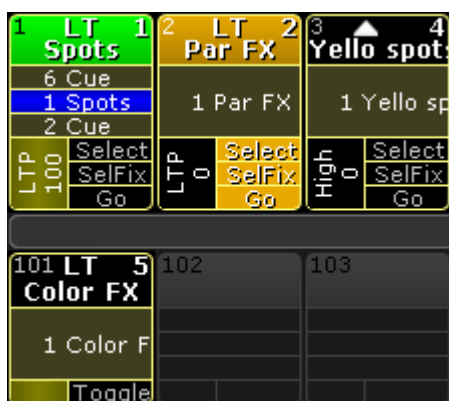 1 LT 1
Spots
6 Cue
1 Spots
2 Cue
LTP 100
Select
SelFix
Go
2 LT 2
Par FX
1 Par FX
LTP 0
Select
SelFix
Go
3 4
Yello spot
1 Yello sp
High 0
Select
SelFix
Go
101 LT 5
Color FX
1 Color F
Toggle
102
103